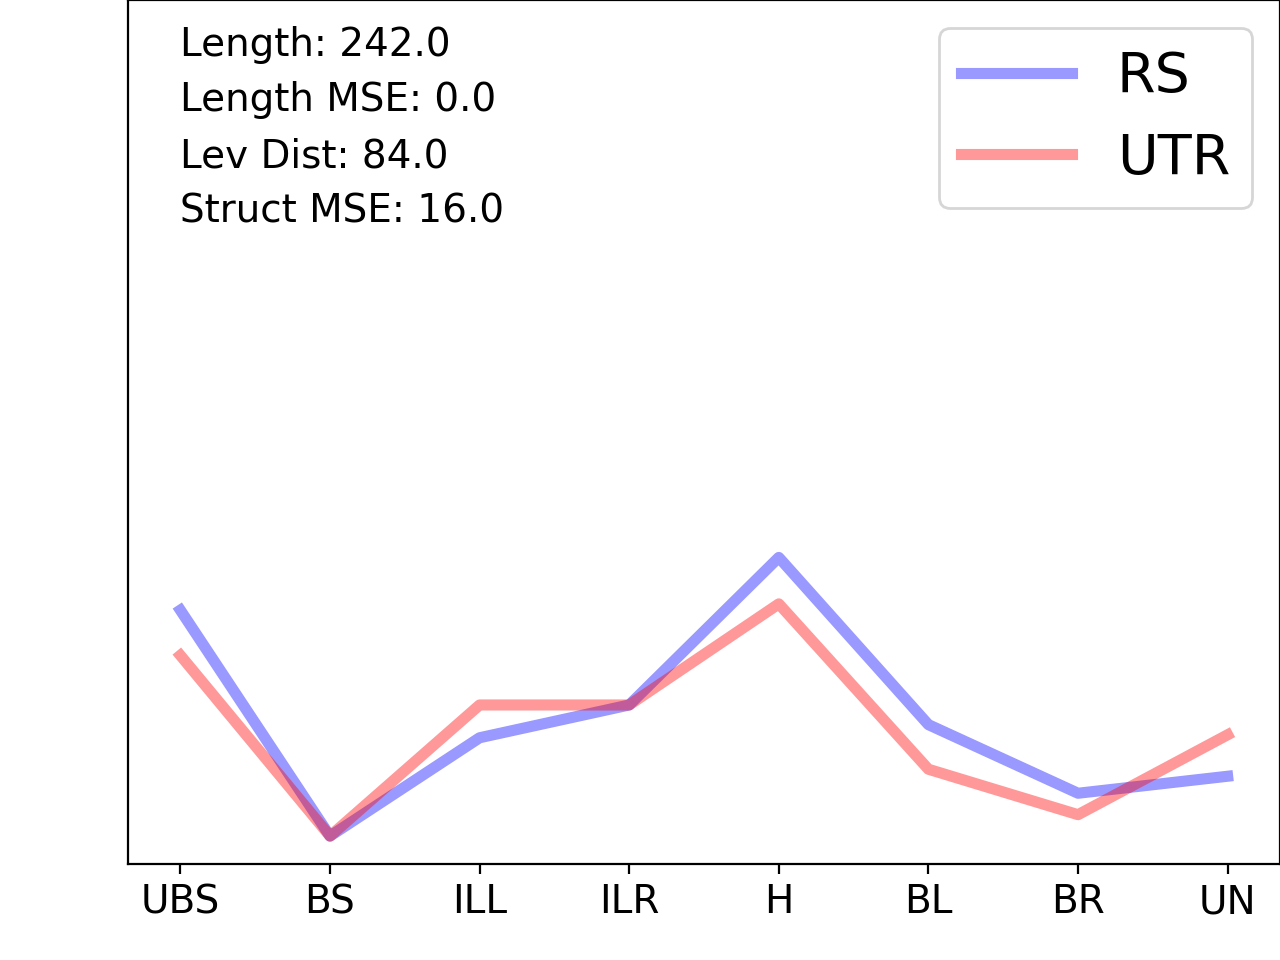 Length: 242.0
Length MSE: 0.0
Lev Dist: 84.0
Struct MSE: 16.0
RS
UTR
UBS BS ILL ILR H BL BR UN